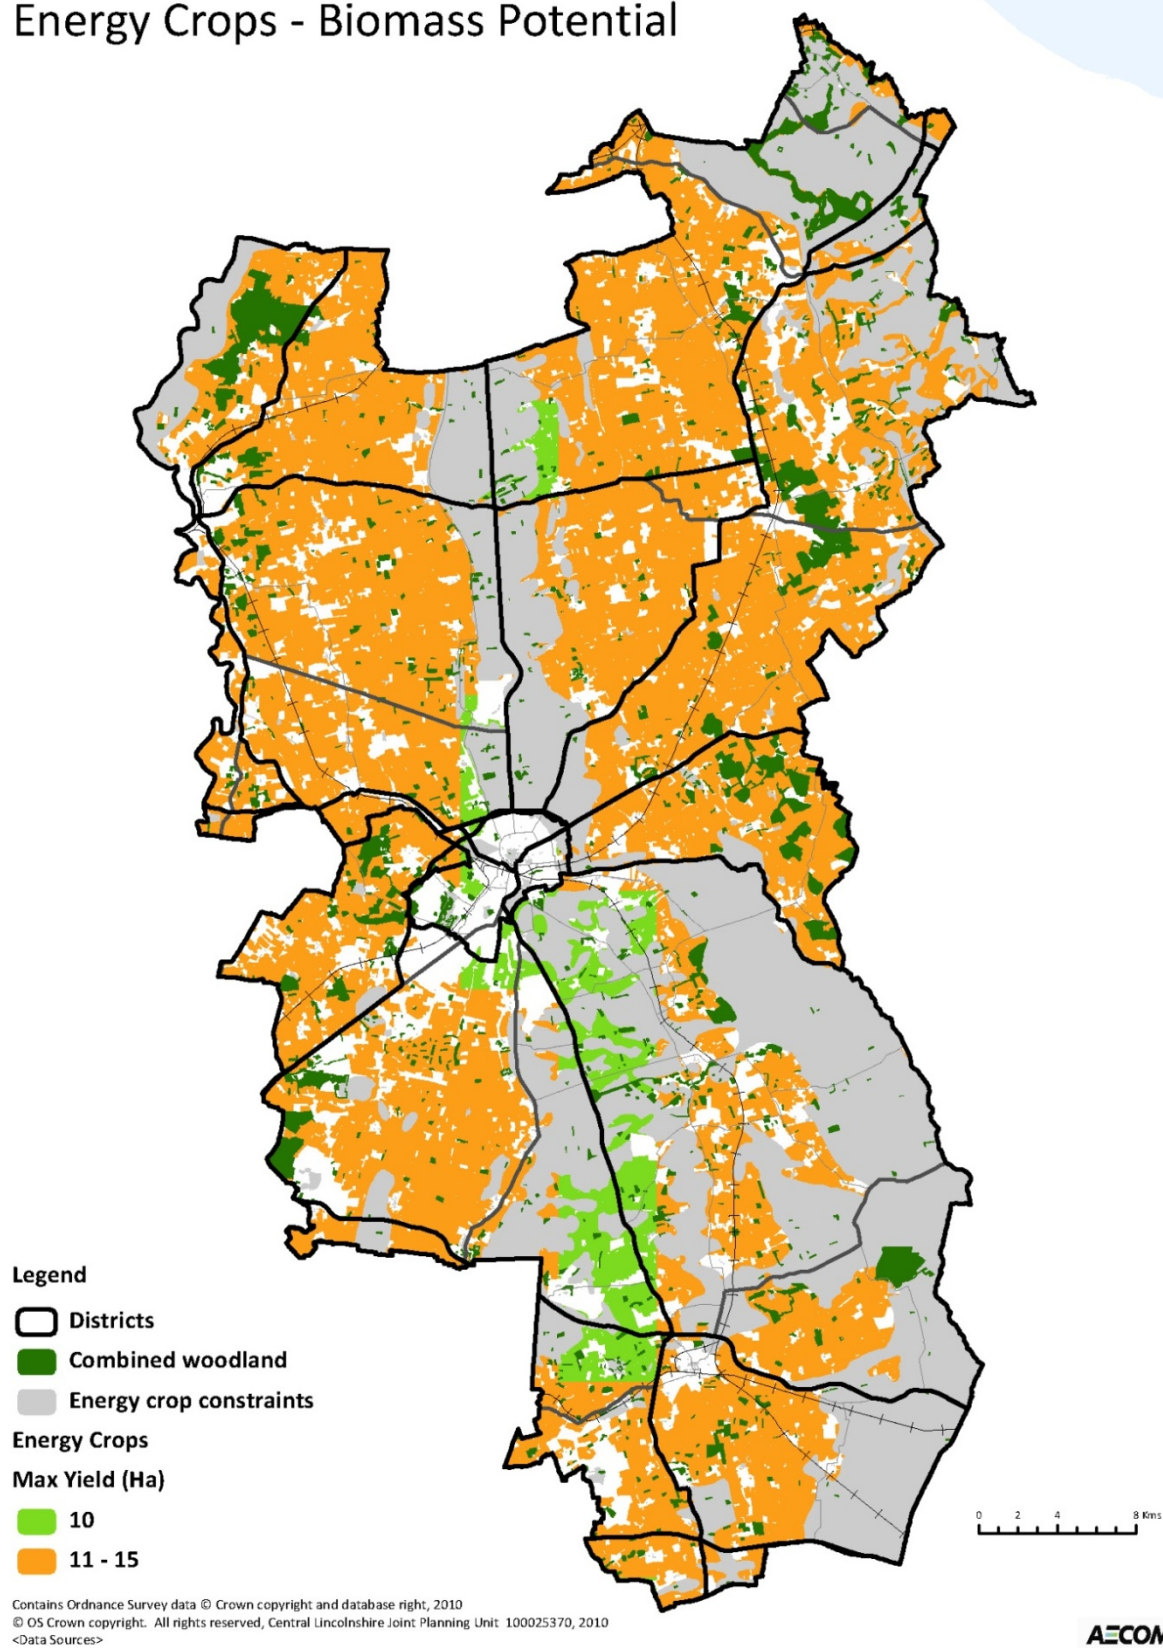 Energy Crops - Biomass Potential
Legend
Districts
Combined woodland
Energy crop constraints
Energy Crops
Max Yield (Ha)
10
11 - 15
0 2 4 8 Kms
Contains Ordnance Survey data © Crown copyright and database right, 2010
© OS Crown copyright. All rights reserved, Central Lincolnshire Joint Planning Unit 100025370, 2010
<Data Sources>
AECOM